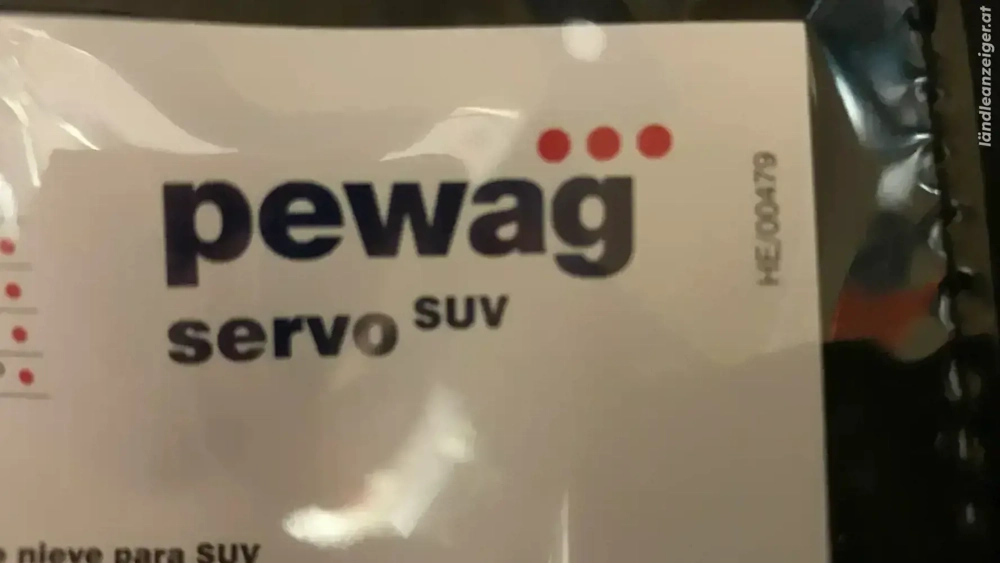 pewag
servo SUV
HE/00479
nieve para SUV
ländleanzeiger.at